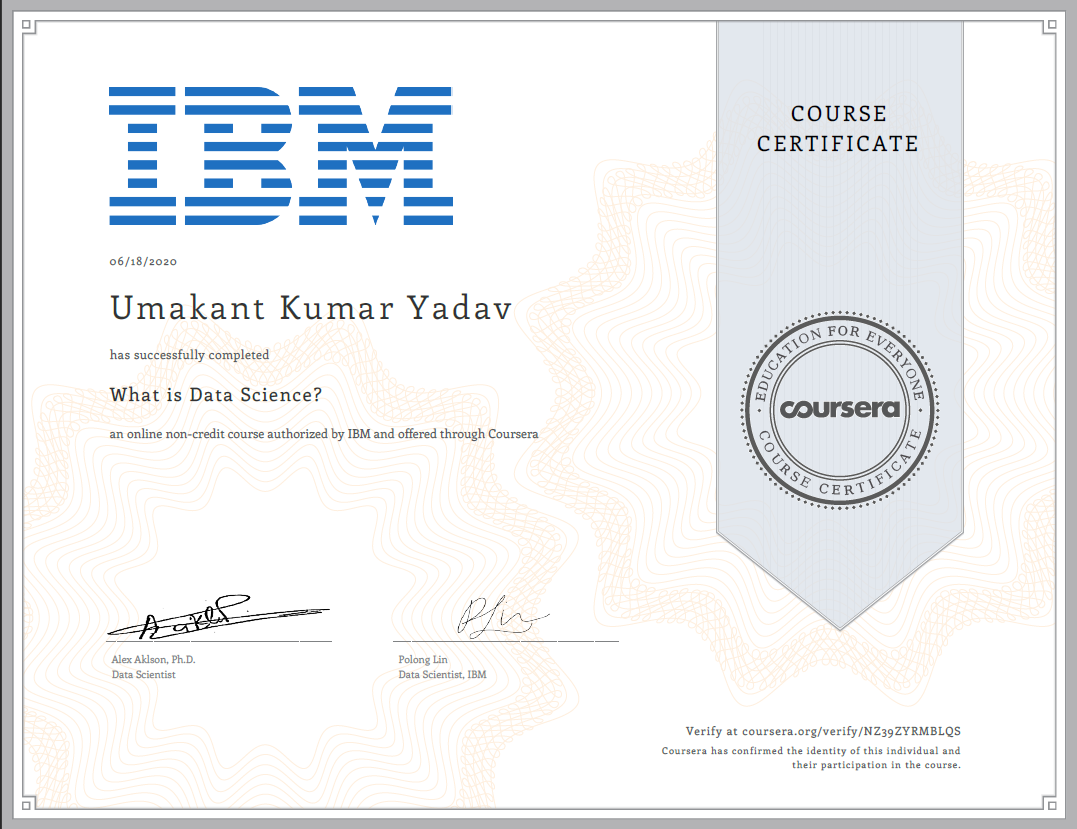 IBM
COURSE
CERTIFICATE
06/18/2020
Umakant Kumar Yadav
has successfully completed
What is Data Science?
an online non-credit course authorized by IBM and offered through Coursera
EDUCATION FOR EVERYONE
coursera
COURSE CERTIFICATE
Alex Aklson, Ph.D.
Data Scientist
Polong Lin
Data Scientist, IBM
Verify at coursera.org/verify/NZ39ZYRMBLQS
Coursera has confirmed the identity of this individual and
their participation in the course.